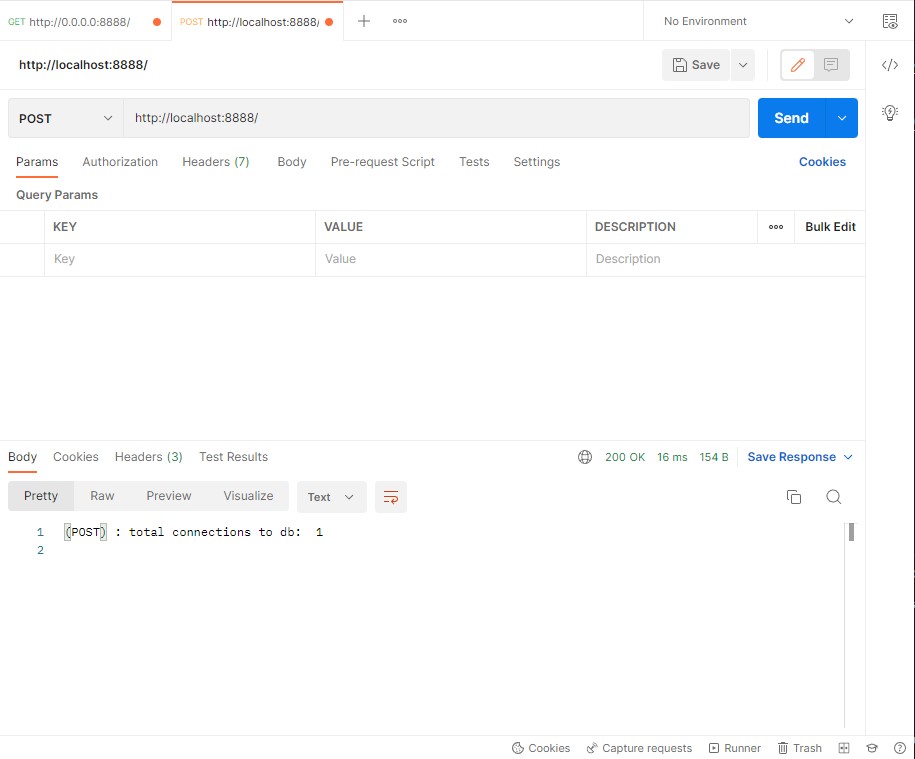 GET http://0.0.0.0:8888/ POST http://localhost:8888/ No Environment
http://localhost:8888/ Save
POST http://localhost:8888/ Send
Params Authorization Headers (7) Body Pre-request Script Tests Settings Cookies
Query Params
KEY VALUE DESCRIPTION Bulk Edit
Key Value Description
Body Cookies Headers (3) Test Results 200 OK 16 ms 154 B Save Response
Pretty Raw Preview Visualize Text
1 (POST) : total connections to db:  1
2
Cookies Capture requests Runner Trash